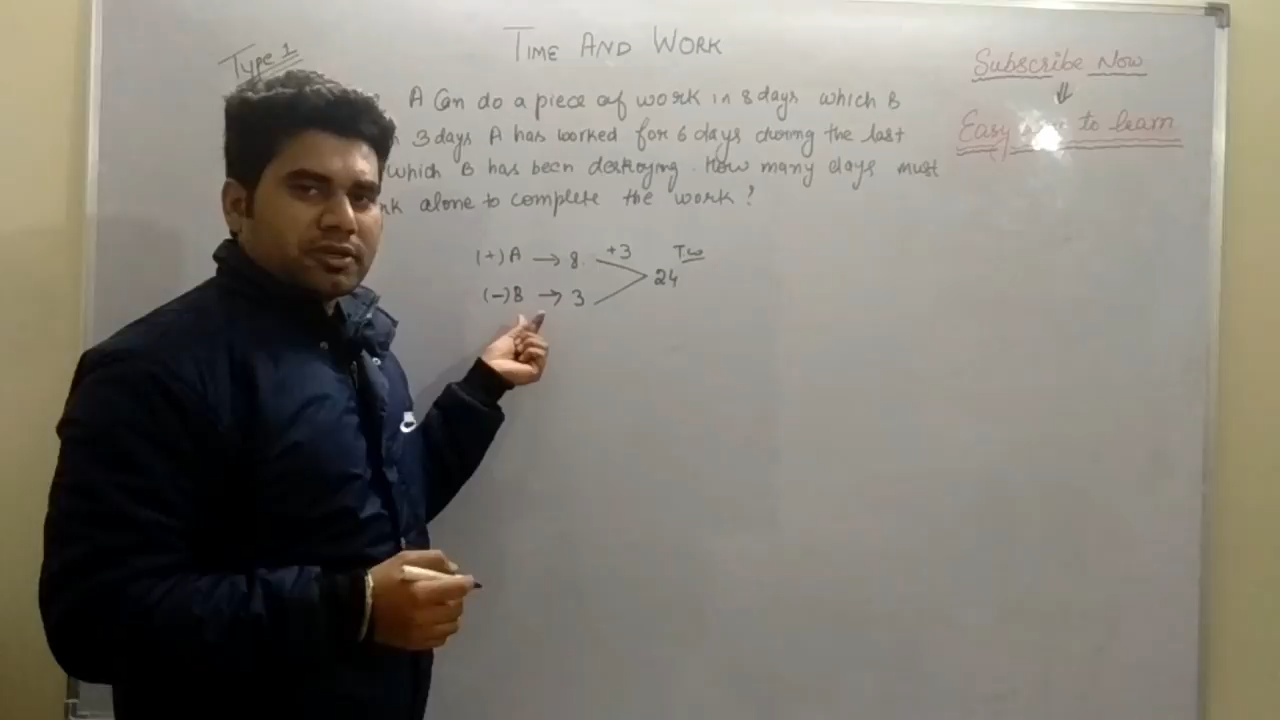 Type 1
TIME AND WORK
Subscribe Now
⇓
Easy to learn
A Can do a piece of work in 8 days which B
3 days A has worked for 6 days during the last
which B has been destroying. How many days must
alone to complete the work ?
(+) A → 8 +3 T.w
24
(-) B → 3